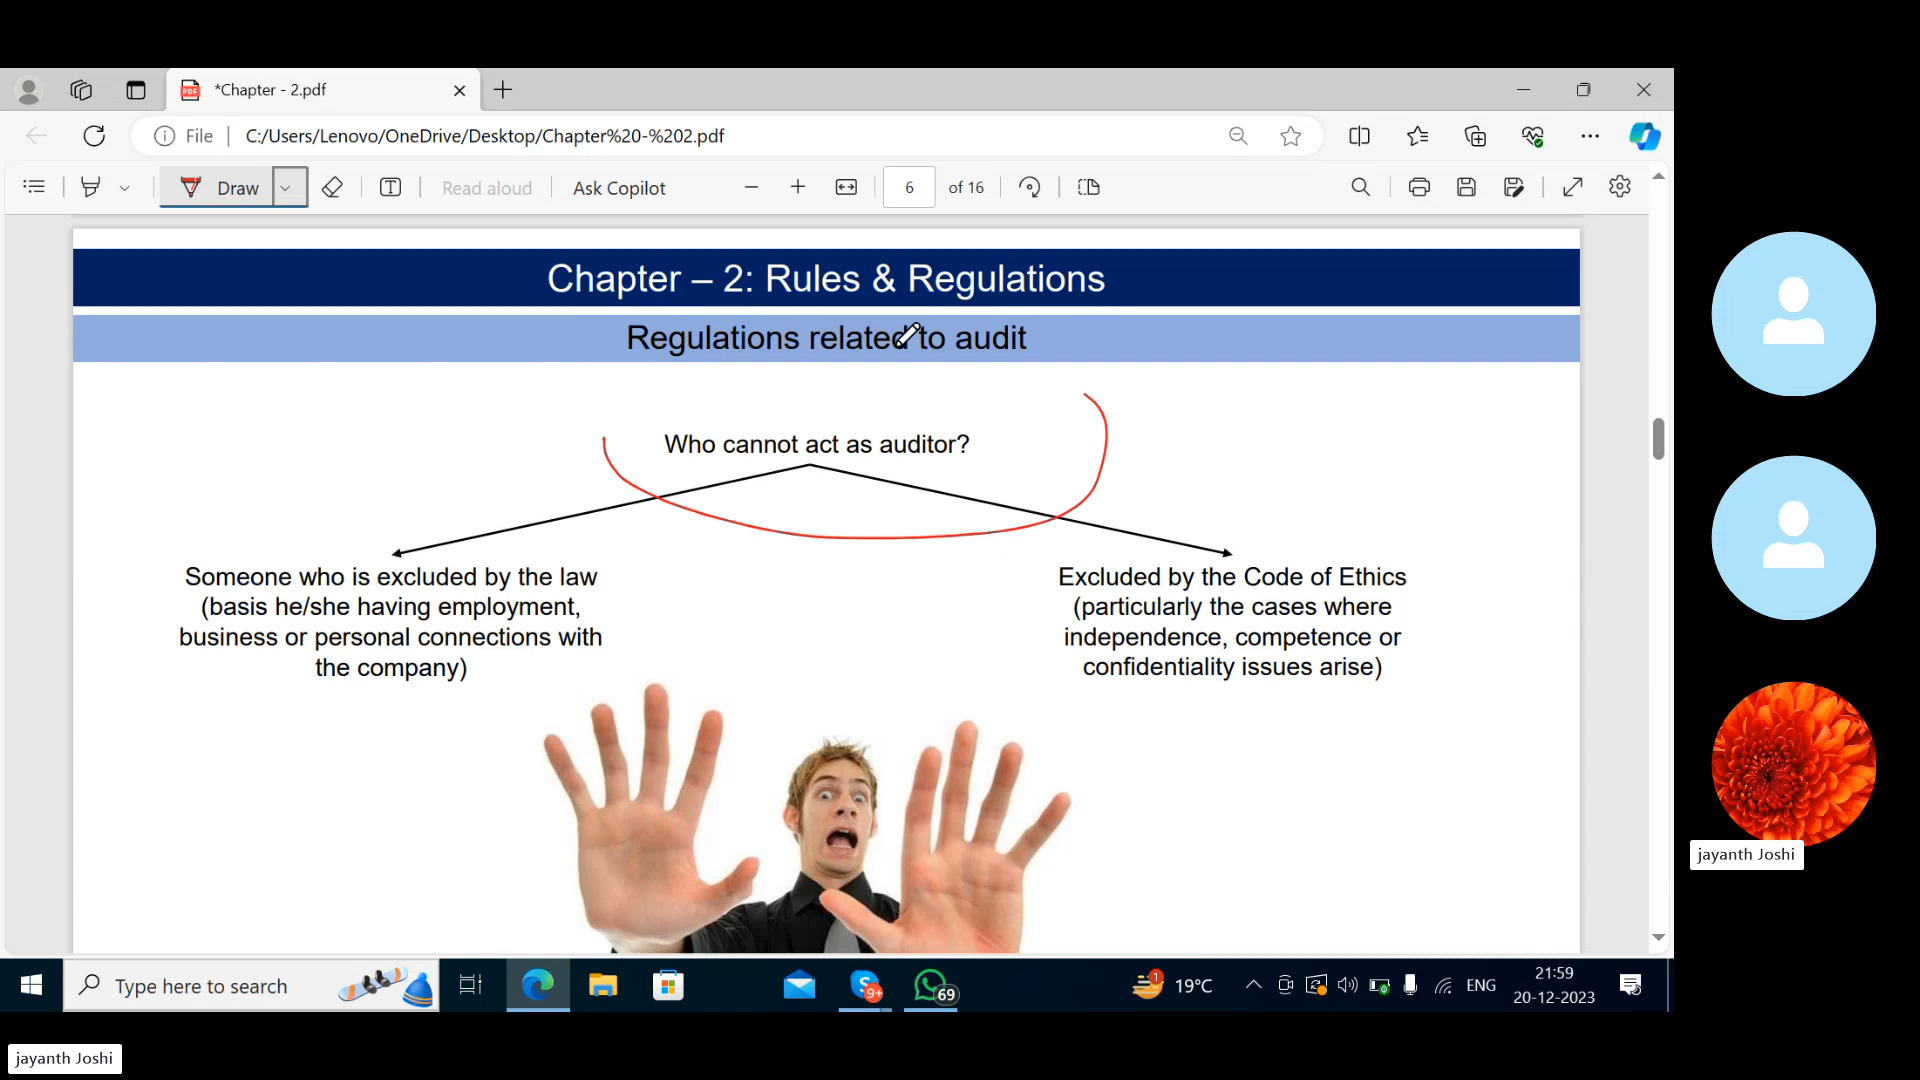 *Chapter - 2.pdf
File
C:/Users/Lenovo/OneDrive/Desktop/Chapter%20-%202.pdf
Draw
Read aloud
Ask Copilot
6
of 16
Chapter – 2: Rules & Regulations
Regulations related to audit
Who cannot act as auditor?
Someone who is excluded by the law
(basis he/she having employment,
business or personal connections with
the company)
Excluded by the Code of Ethics
(particularly the cases where
independence, competence or
confidentiality issues arise)
jayanth Joshi
Type here to search
9+
69
1
19°C
ENG
21:59
20-12-2023
jayanth Joshi